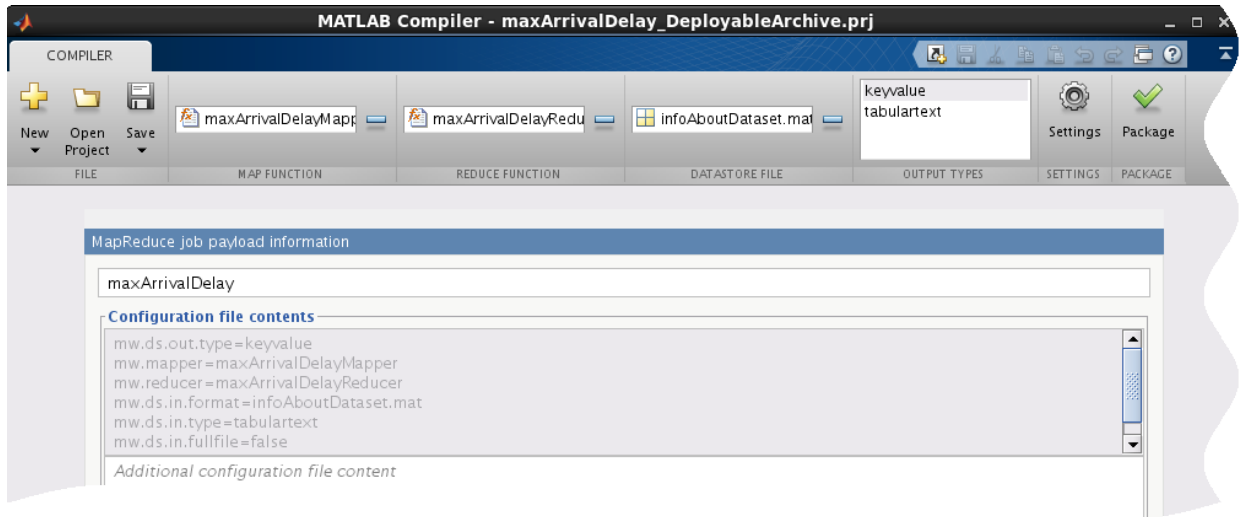 MATLAB Compiler - maxArrivalDelay_DeployableArchive.prj
COMPILER
New
Open Project
Save
FILE
maxArrivalDelayMapp
MAP FUNCTION
maxArrivalDelayRedu
REDUCE FUNCTION
infoAboutDataset.mat
DATASTORE FILE
keyvalue
tabulartext
OUTPUT TYPES
Settings
SETTINGS
Package
PACKAGE
MapReduce job payload information
maxArrivalDelay
Configuration file contents
mw.ds.out.type=keyvalue
mw.mapper=maxArrivalDelayMapper
mw.reducer=maxArrivalDelayReducer
mw.ds.in.format=infoAboutDataset.mat
mw.ds.in.type=tabulartext
mw.ds.in.fullfile=false
Additional configuration file content